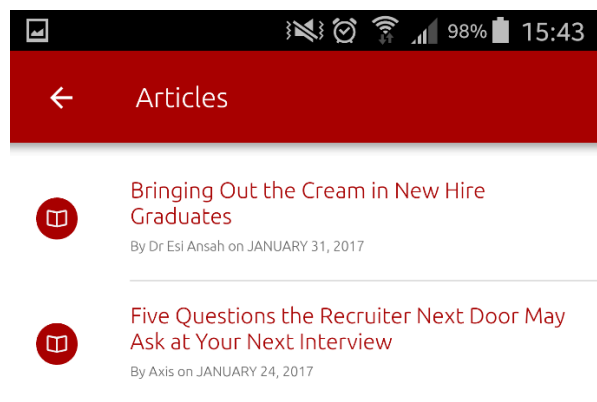 98% 15:43
Articles
Bringing Out the Cream in New Hire
Graduates
By Dr Esi Ansah on JANUARY 31, 2017
Five Questions the Recruiter Next Door May
Ask at Your Next Interview
By Axis on JANUARY 24, 2017